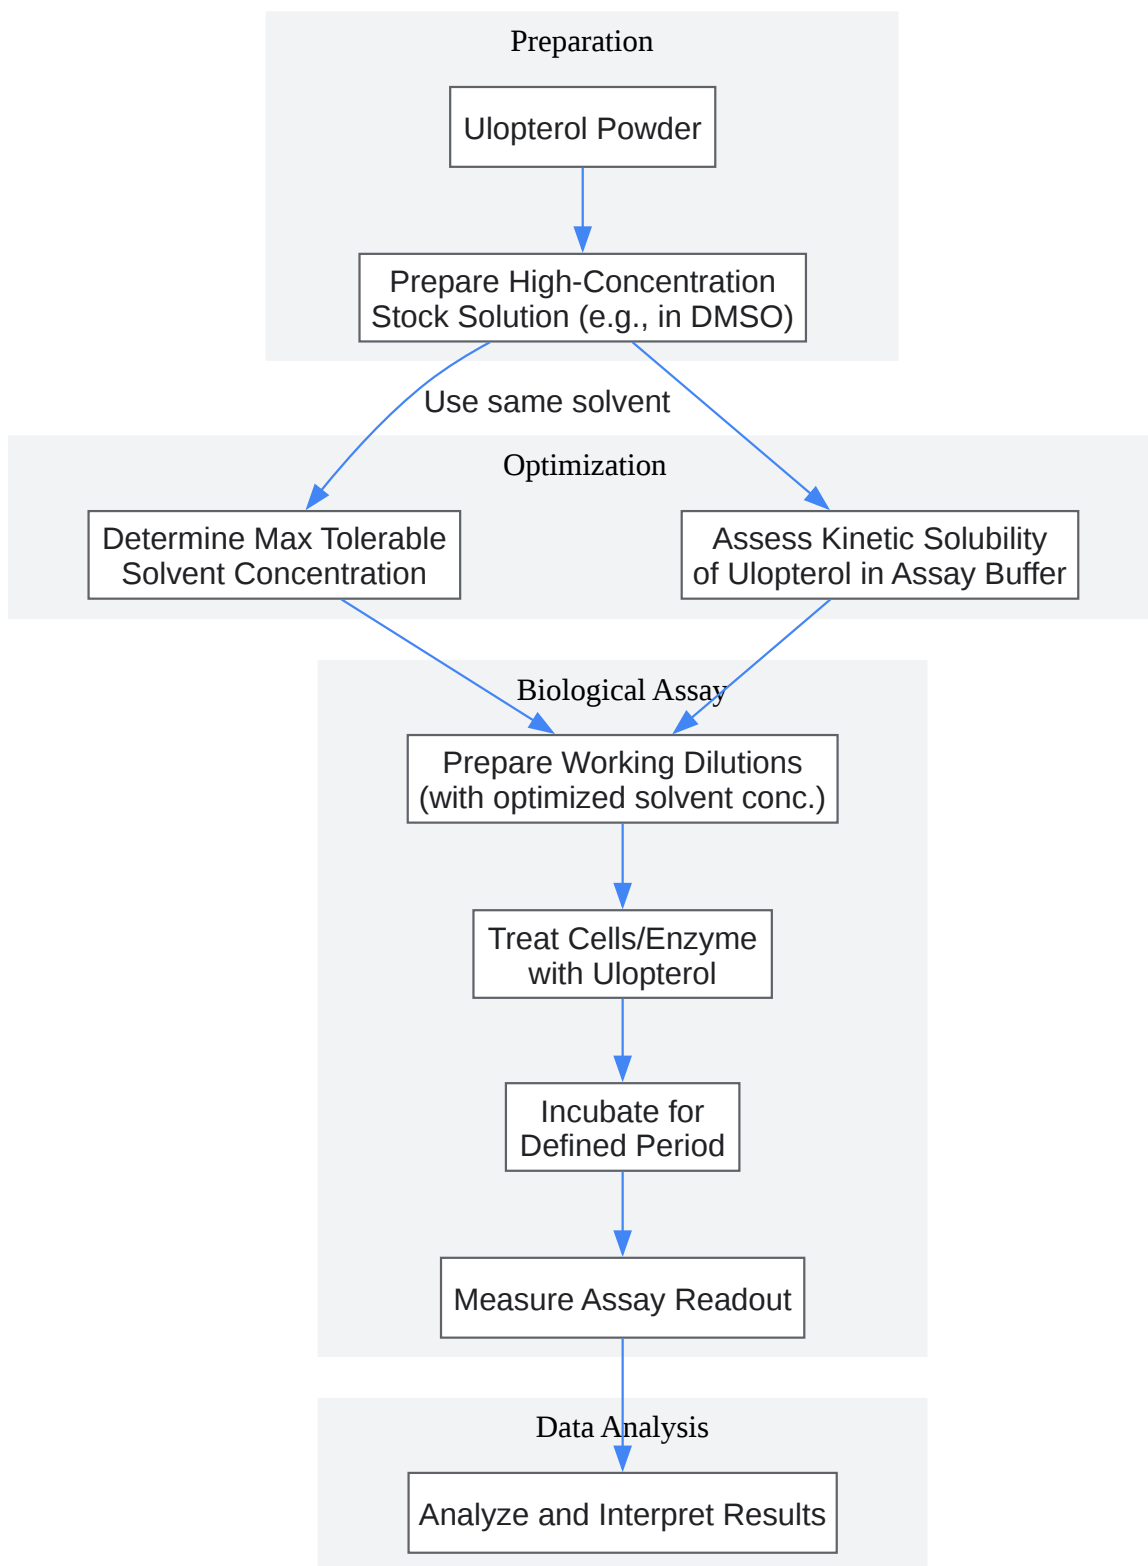 Preparation
Ulopterol Powder
Prepare High-Concentration
Stock Solution (e.g., in DMSO)
Use same solvent
Optimization
Determine Max Tolerable
Solvent Concentration
Assess Kinetic Solubility
of Ulopterol in Assay Buffer
Biological Assay
Prepare Working Dilutions
(with optimized solvent conc.)
Treat Cells/Enzyme
with Ulopterol
Incubate for
Defined Period
Measure Assay Readout
Data Analysis
Analyze and Interpret Results